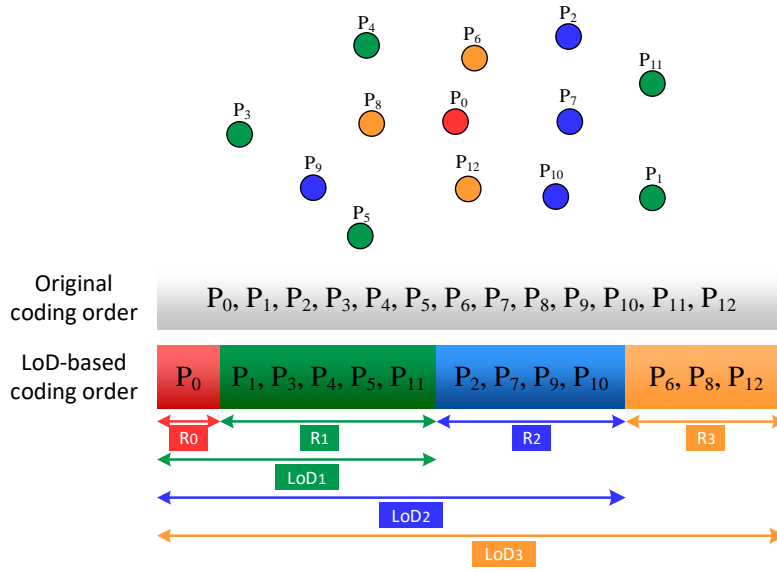 P2
P4
P6
P11
P8
P0
P7
P3
P9
P12
P10
P1
P5
Original
coding order
P0, P1, P2, P3, P4, P5, P6, P7, P8, P9, P10, P11, P12
LoD-based
coding order
P0
P1, P3, P4, P5, P11
P2, P7, P9, P10
P6, P8, P12
R0
R1
R2
R3
LoD1
LoD2
LoD3